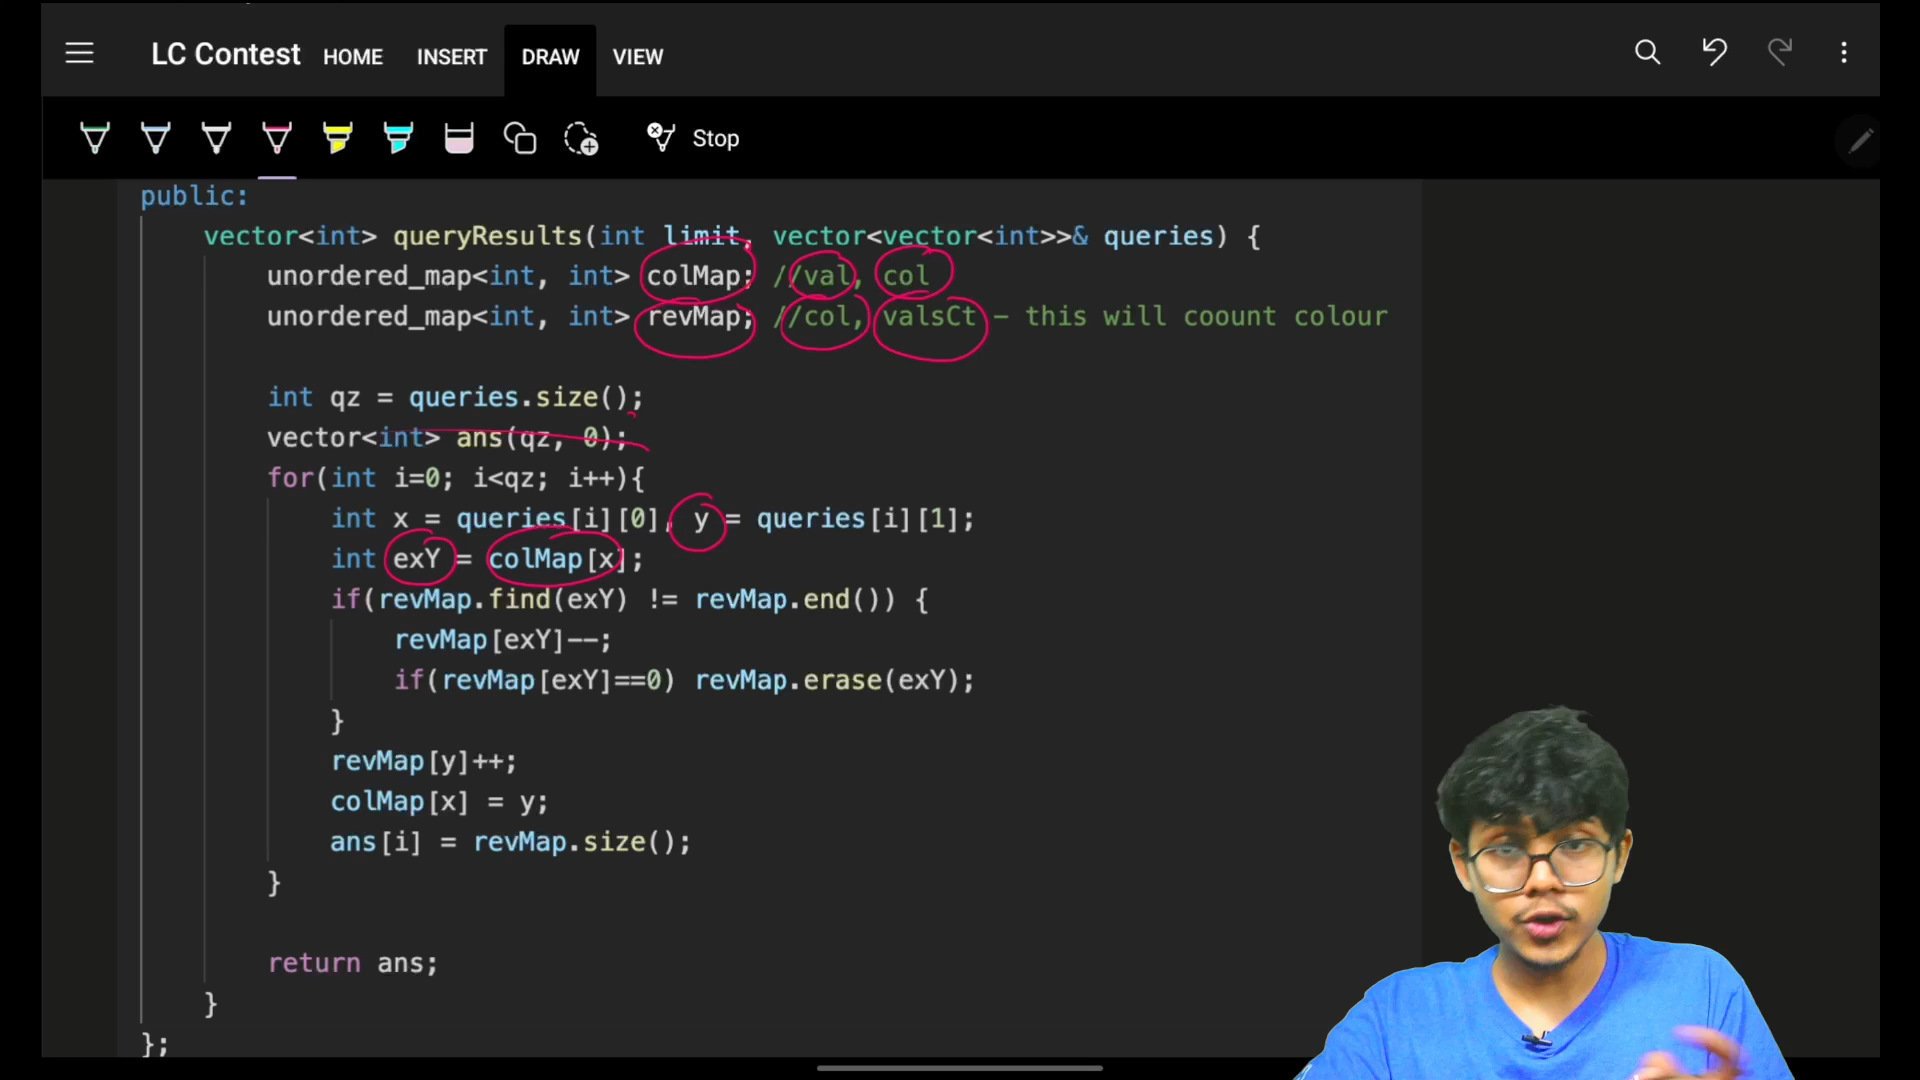 LC Contest HOME INSERT DRAW VIEW
Stop
public:
vector<int> queryResults(int limit, vector<vector<int>>& queries) {
unordered_map<int, int> colMap; //val, col
unordered_map<int, int> revMap; //col, valsCt - this will coount colour
int qz = queries.size();
vector<int> ans(qz, 0);
for(int i=0; i<qz; i++){
int x = queries[i][0], y = queries[i][1];
int exY = colMap[x];
if(revMap.find(exY) != revMap.end()) {
revMap[exY]--;
if(revMap[exY]==0) revMap.erase(exY);
}
revMap[y]++;
colMap[x] = y;
ans[i] = revMap.size();
}
return ans;
}
};